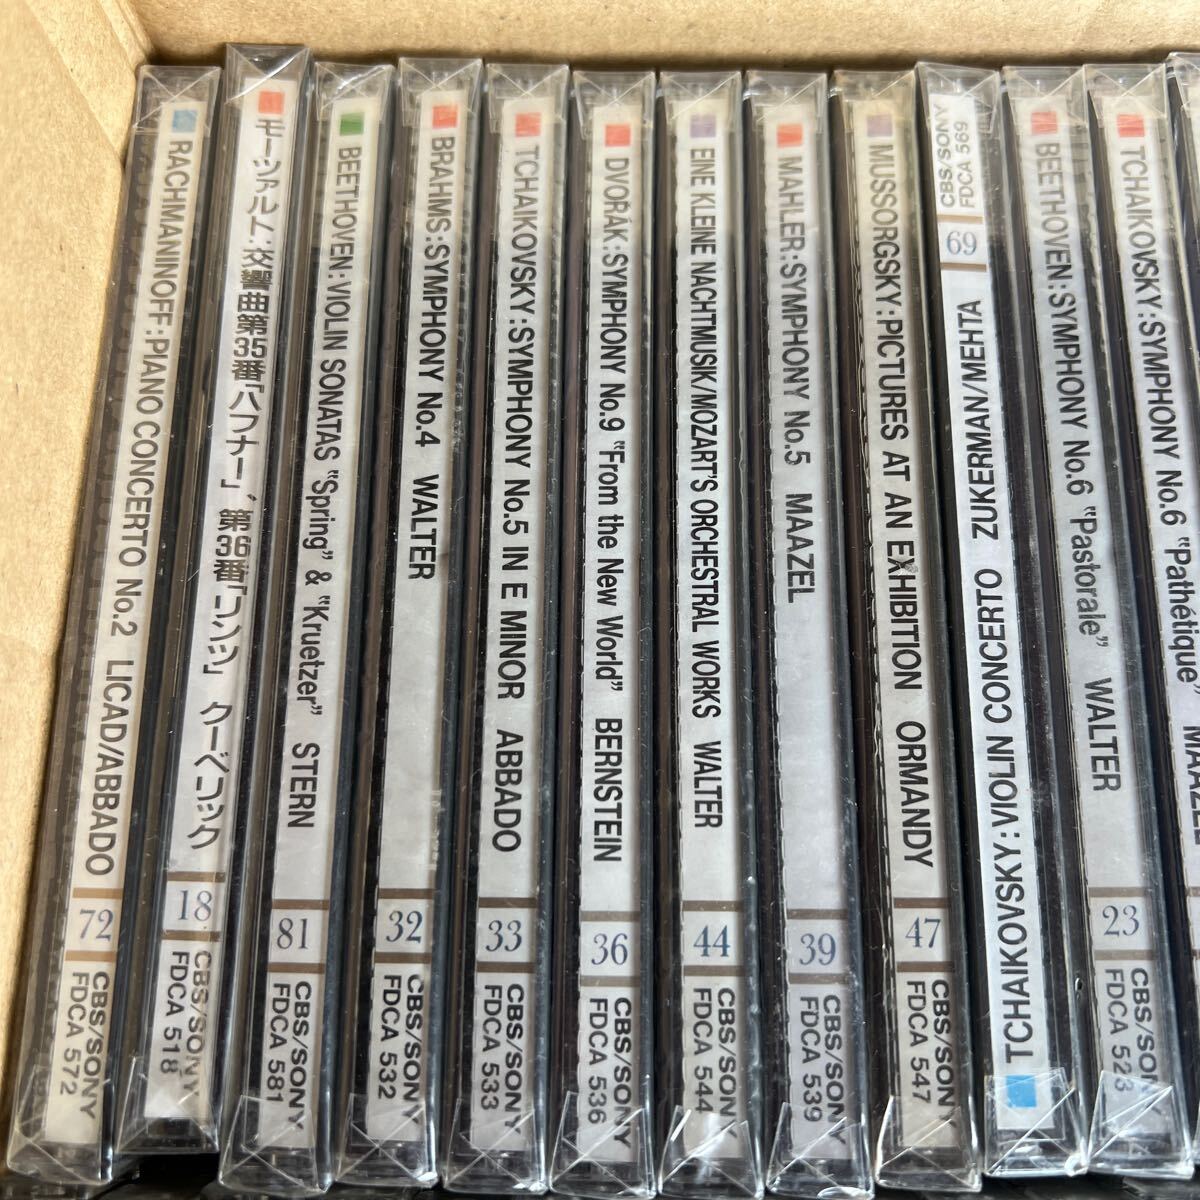 RACHMANINOFF:PIANO CONCERTO No.2 LICAD/ABBADO
72
CBS/SONY
FDCA 572
モーツァルト:交響曲第35番「ハフナー」、第36番「リンツ」 クーベリック
18
CBS/SONY
FDCA 518
BEETHOVEN:VIOLIN SONATAS "Spring" & "Kruetzer" STERN
81
CBS/SONY
FDCA 581
BRAHMS:SYMPHONY No.4 WALTER
32
CBS/SONY
FDCA 532
TCHAIKOVSKY:SYMPHONY No.5 IN E MINOR ABBADO
33
CBS/SONY
FDCA 533
DVOŘÁK:SYMPHONY No.9 "From the New World" BERNSTEIN
36
CBS/SONY
FDCA 536
EINE KLEINE NACHTMUSIK/MOZART'S ORCHESTRAL WORKS WALTER
44
CBS/SONY
FDCA 544
MAHLER:SYMPHONY No.5 MAAZEL
39
CBS/SONY
FDCA 539
MUSSORGSKY:PICTURES AT AN EXHIBITION ORMANDY
47
CBS/SONY
FDCA 547
CBS/SONY
FDCA 569
69
TCHAIKOVSKY:VIOLIN CONCERTO ZUKERMAN/MEHTA
BEETHOVEN:SYMPHONY No.6 "Pastorale" WALTER
23
CBS/SONY
FDCA 523
TCHAIKOVSKY:SYMPHONY No.6 "Pathétique" MAAZEL